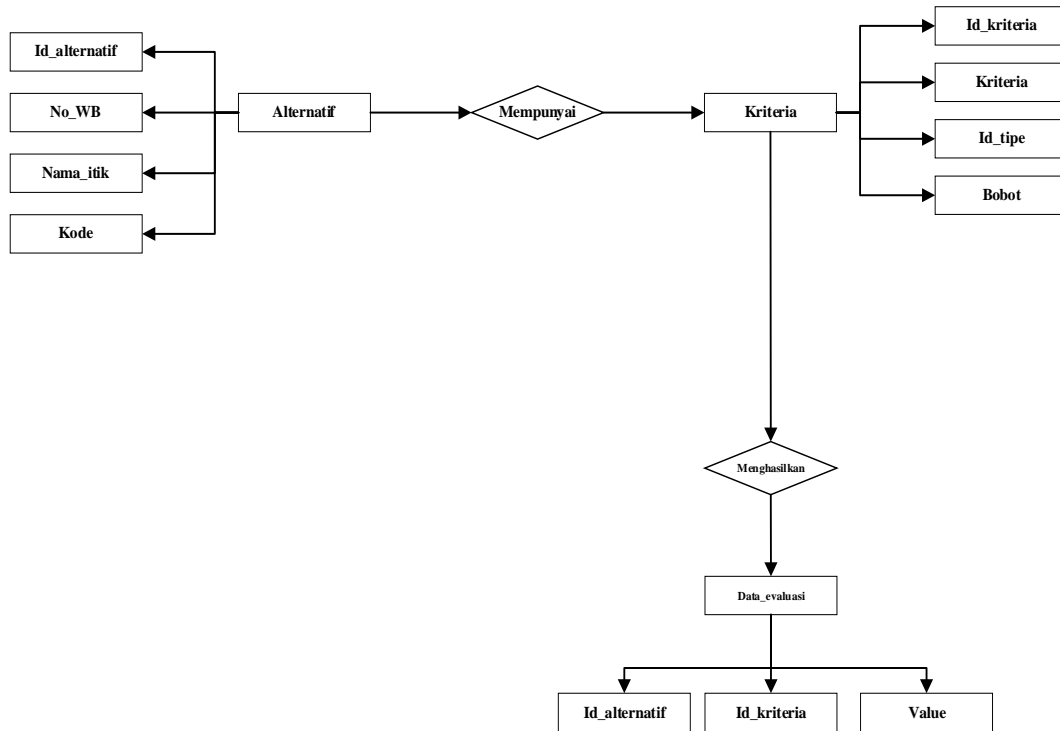 Id_alternatif
No_WB
Nama_itik
Kode
Alternatif
Mempunyai
Kriteria
Id_kriteria
Kriteria
Id_tipe
Bobot
Menghasilkan
Data_evaluasi
Id_alternatif
Id_kriteria
Value